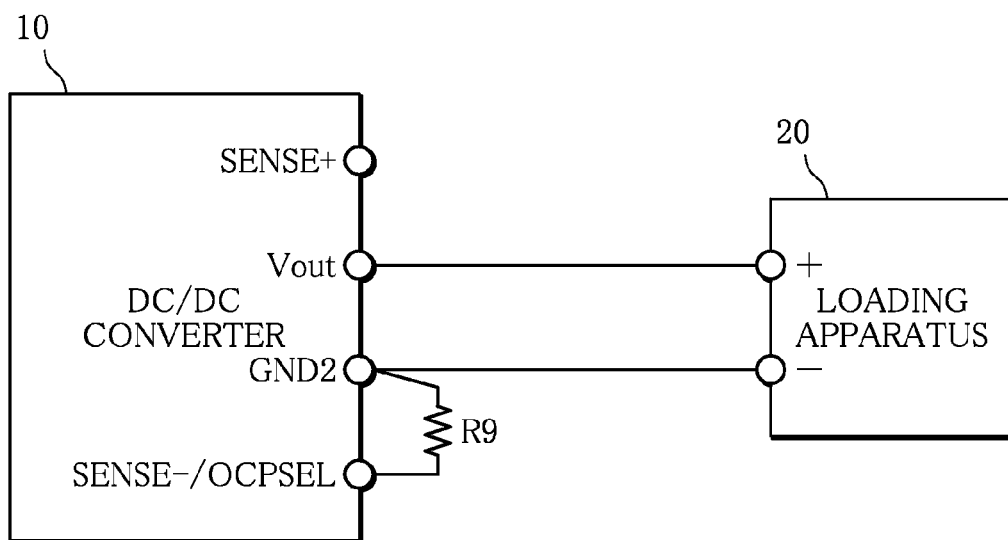 10
20
SENSE+
Vout
+
DC/DC
CONVERTER
LOADING
APPARATUS
GND2
−
R9
SENSE−/OCPSEL